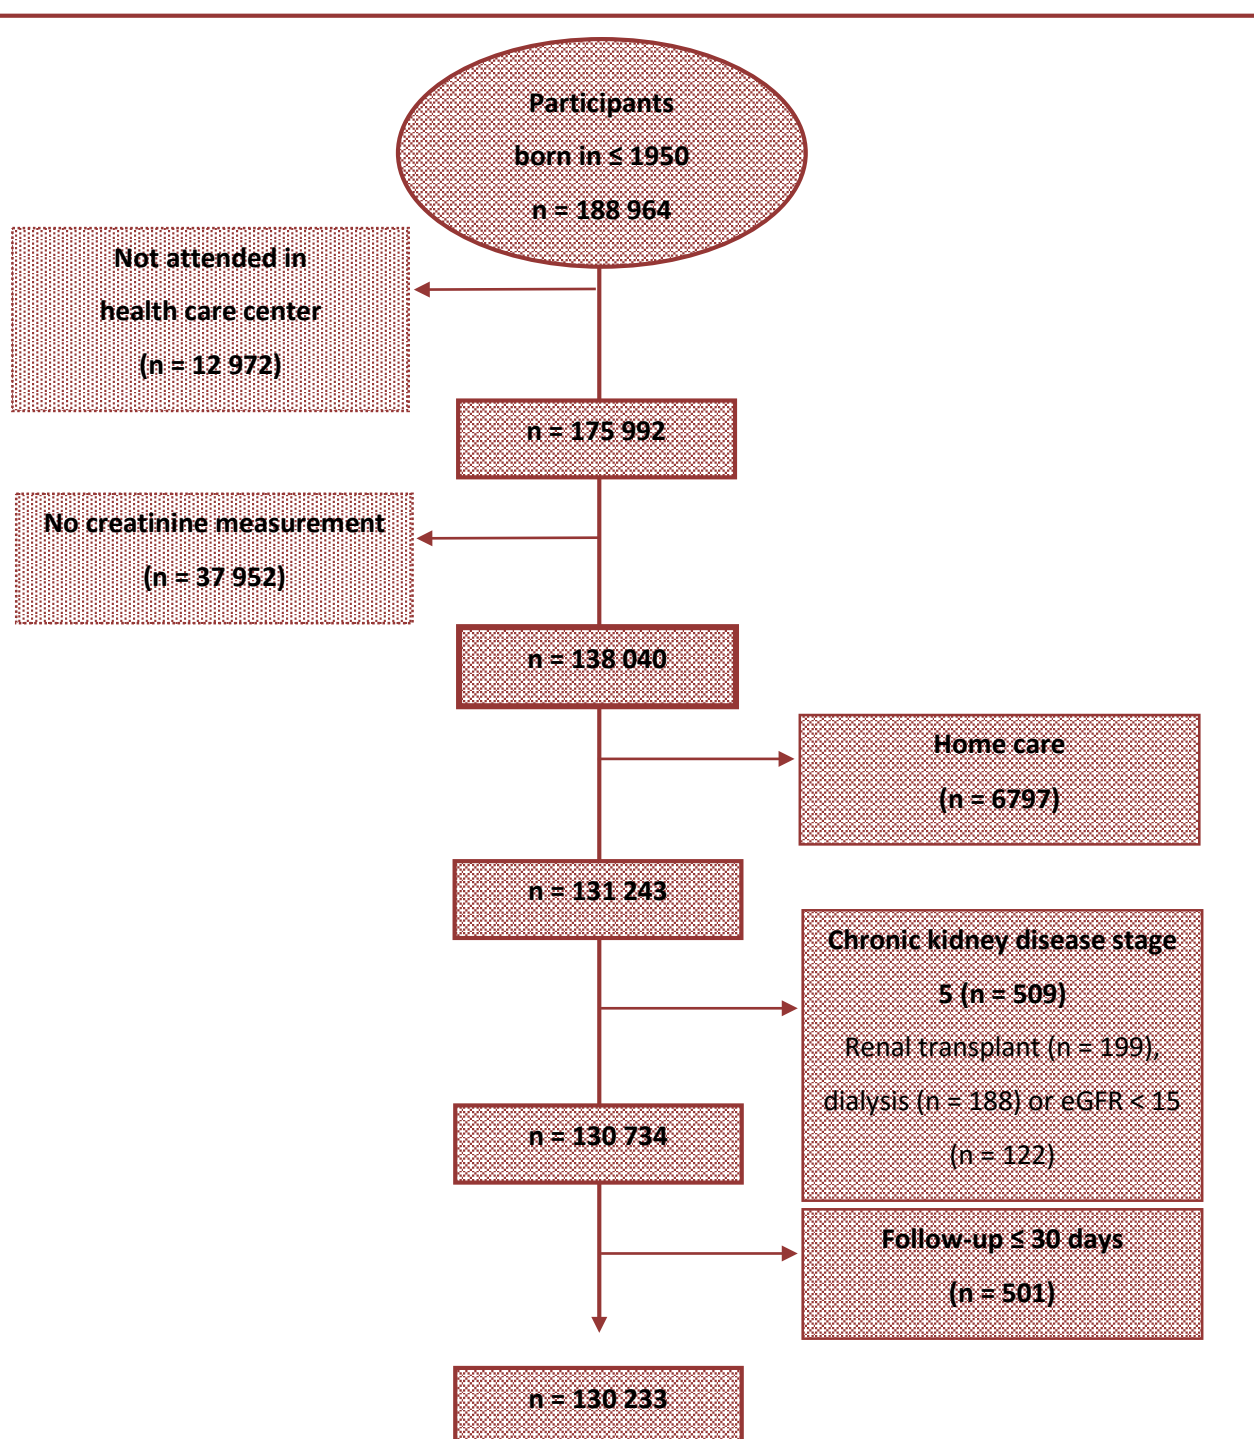 Participants
born in ≤ 1950
n = 188 964
Not attended in
health care center
(n = 12 972)
n = 175 992
No creatinine measurement
(n = 37 952)
n = 138 040
Home care
(n = 6797)
n = 131 243
Chronic kidney disease stage
5 (n = 509)
Renal transplant (n = 199),
dialysis (n = 188) or eGFR < 15
(n = 122)
n = 130 734
Follow-up ≤ 30 days
(n = 501)
n = 130 233